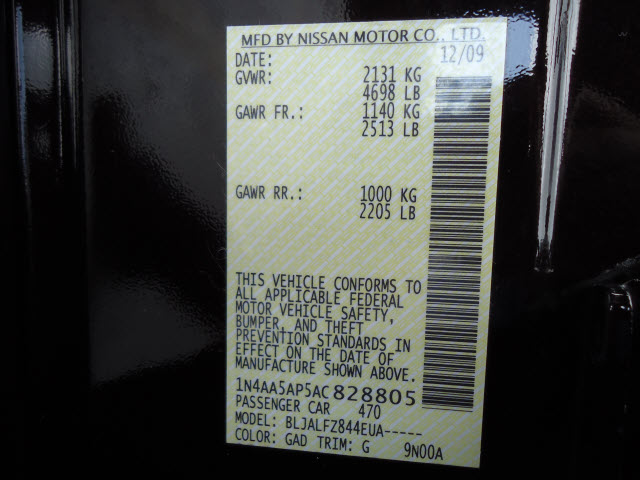 MFD BY NISSAN MOTOR CO., LTD.
DATE: 12/09
GVWR: 2131 KG
4698 LB
GAWR FR.: 1140 KG
2513 LB
GAWR RR.: 1000 KG
2205 LB
THIS VEHICLE CONFORMS TO
ALL APPLICABLE FEDERAL
MOTOR VEHICLE SAFETY,
BUMPER, AND THEFT
PREVENTION STANDARDS IN
EFFECT ON THE DATE OF
MANUFACTURE SHOWN ABOVE.
1N4AA5AP5AC828805
PASSENGER CAR 470
MODEL: BLJALFZ844EUA-----
COLOR: GAD TRIM: G 9N00A